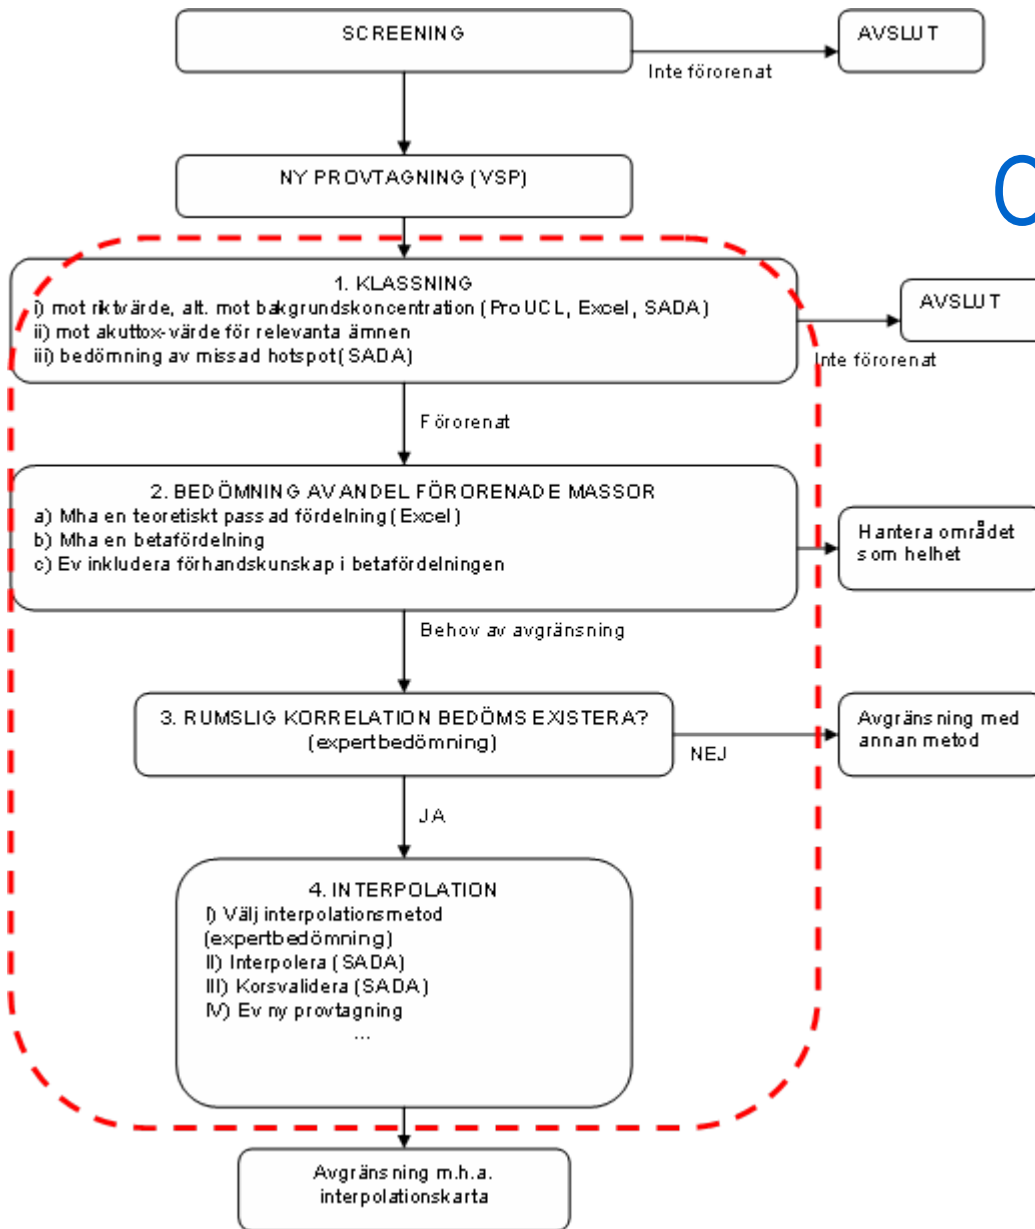 SCREENING
AVSLUT
Inte förorenat
NY PROVTAGNING (VSP)
1. KLASSNING
i) mot riktvärde, alt. mot bakgrundskoncentration (ProUCL, Excel, SADA)
ii) mot akuttox-värde för relevanta ämnen
iii) bedömning av missad hotspot (SADA)
AVSLUT
Inte förorenat
Förorenat
2. BEDÖMNING AV ANDEL FÖRORENADE MASSOR
a) Mha en teoretiskt passad fördelning (Excel)
b) Mha en betafördelning
c) Ev inkludera förhandskunskap i betafördelningen
Hantera området
som helhet
Behov av avgränsning
3. RUMSLIG KORRELATION BEDÖMS EXISTERA?
(expertbedömning)
Avgränsning med
annan metod
NEJ
JA
4. INTERPOLATION
I) Välj interpolationsmetod
(expertbedömning)
II) Interpolera (SADA)
III) Korsvalidera (SADA)
IV) Ev ny provtagning
...
Avgränsning m.h.a.
interpolationskarta